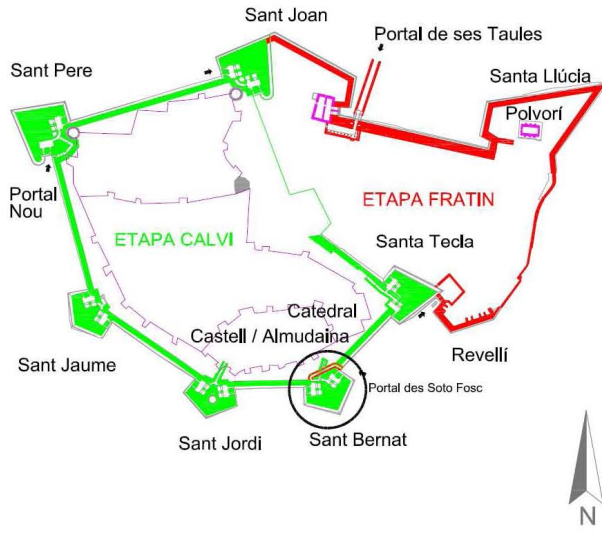 Sant Joan
Portal de ses Taules
Sant Pere
Santa Llúcia
Polvorí
Portal
Nou
ETAPA FRATIN
ETAPA CALVI
Santa Tecla
Catedral
Castell / Almudaina
Revellí
Sant Jaume
Portal des Soto Fosc
Sant Jordi
Sant Bernat
N